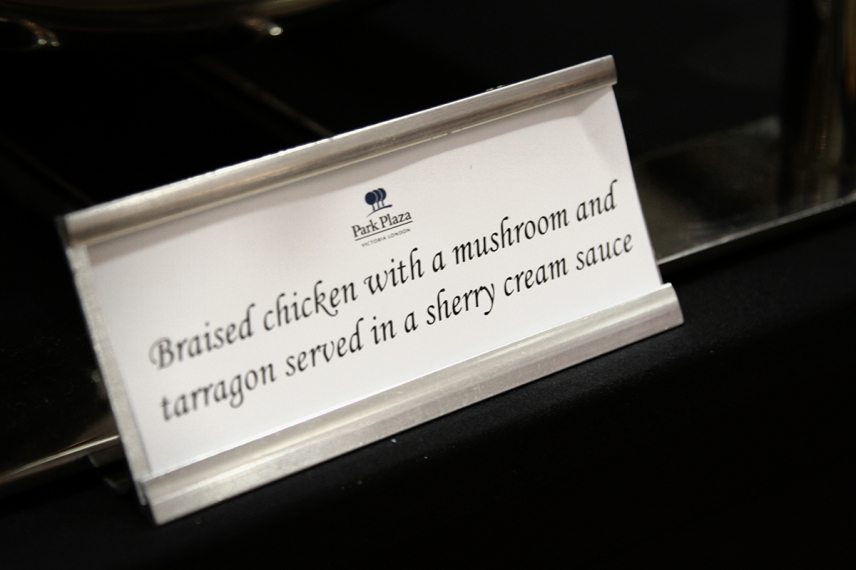 Park Plaza
VICTORIA LONDON
Braised chicken with a mushroom and
tarragon served in a sherry cream sauce